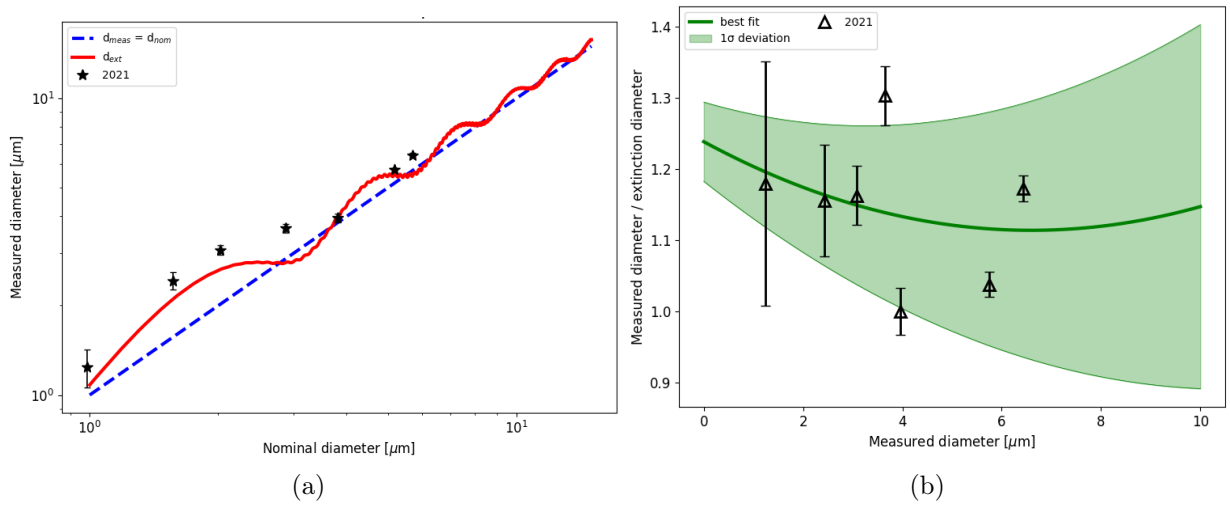 d_meas = d_nom
d_ext
2021
10^1
10^0
Measured diameter [μm]
10^0
10^1
Nominal diameter [μm]
(a)
best fit
1σ deviation
2021
1.4
1.3
1.2
1.1
1.0
0.9
Measured diameter / extinction diameter
0
2
4
6
8
10
Measured diameter [μm]
(b)